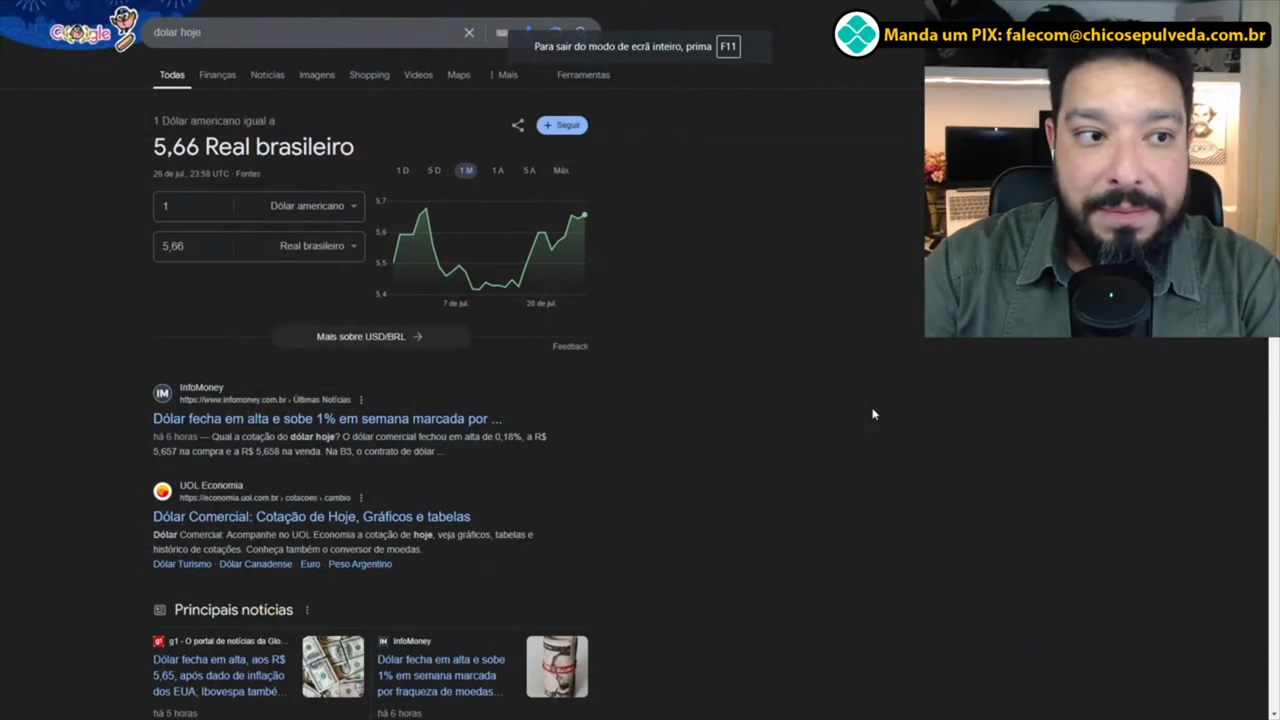 Google
dolar hoje
Para sair do modo de ecrã inteiro, prima F11
Manda um PIX: falecom@chicosepulveda.com.br
Todas Finanças Notícias Imagens Shopping Vídeos Maps Mais Ferramentas
1 Dólar americano igual a
5,66 Real brasileiro
26 de jul., 23:58 UTC · Fontes
Seguir
1 D 5 D 1 M 1 A 5 A Máx
1 Dólar americano
5,66 Real brasileiro
5,7
5,6
5,5
5,4
7 de jul. 20 de jul.
Mais sobre USD/BRL
Feedback
IM InfoMoney
https://www.infomoney.com.br › Últimas Notícias
Dólar fecha em alta e sobe 1% em semana marcada por ...
há 6 horas — Qual a cotação do dólar hoje? O dólar comercial fechou em alta de 0,18%, a R$
5,657 na compra e a R$ 5,658 na venda. Na B3, o contrato de dólar ...
UOL Economia
https://economia.uol.com.br › cotacoes › cambio
Dólar Comercial: Cotação de Hoje, Gráficos e tabelas
Dólar Comercial: Acompanhe no UOL Economia a cotação de hoje, veja gráficos, tabelas e
histórico de cotações. Conheça também o conversor de moedas.
Dólar Turismo · Dólar Canadense · Euro · Peso Argentino
Principais notícias
g1 g1 - O portal de notícias da Glo...
Dólar fecha em alta, aos R$
5,65, após dado de inflação
dos EUA; Ibovespa també...
há 5 horas
IM InfoMoney
Dólar fecha em alta e sobe
1% em semana marcada
por fraqueza de moedas...
há 6 horas